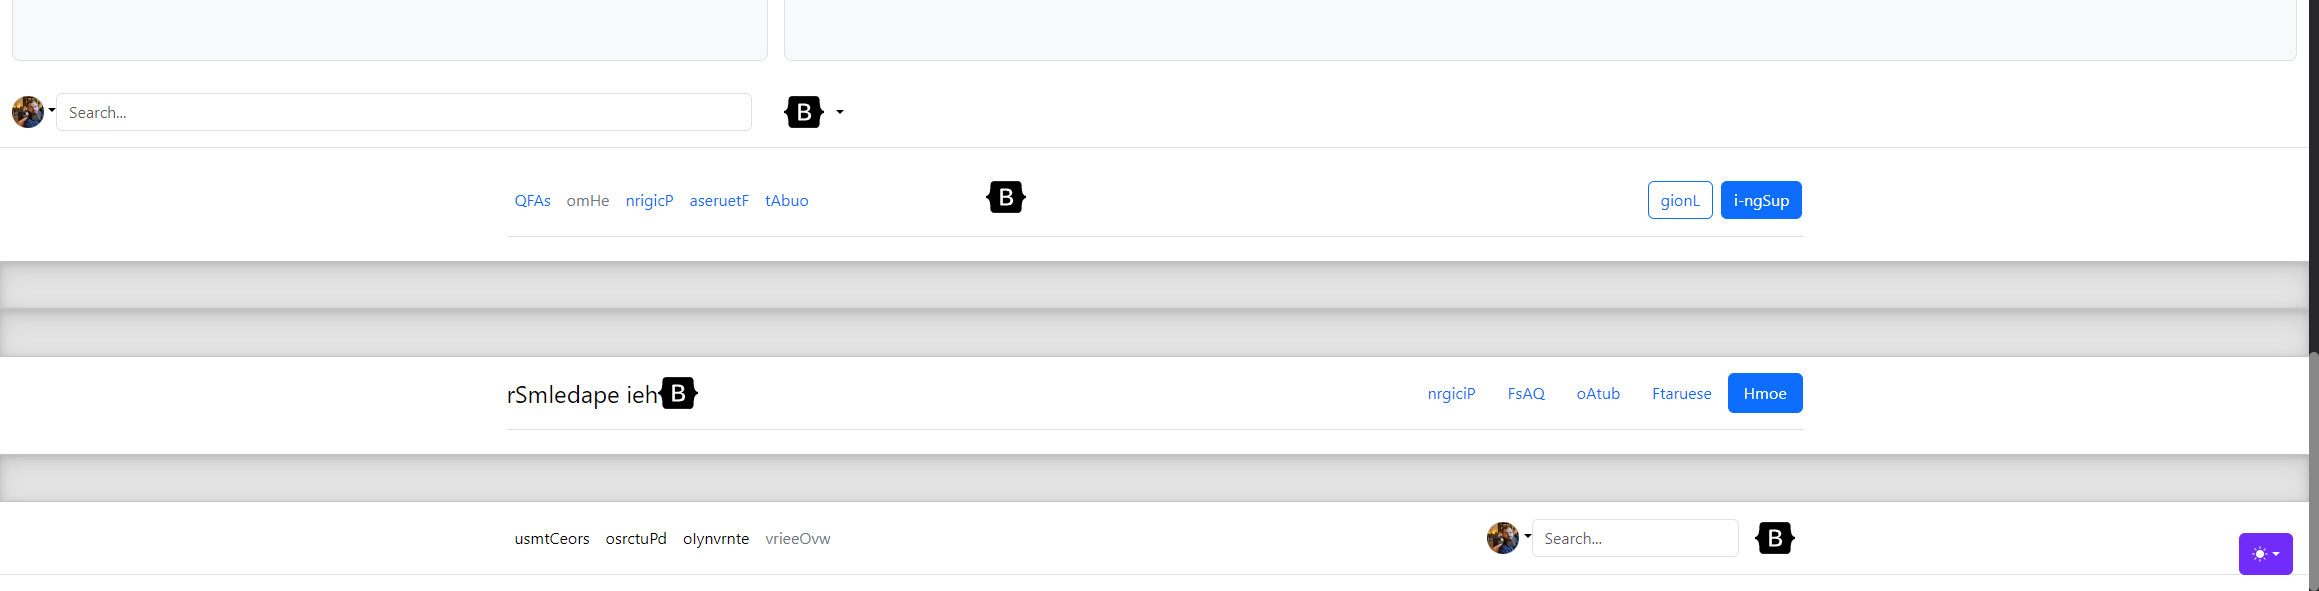 Search...
B
QFAs omHe nrigicP aseruetF tAbuo B gionL i-ngSup
rSmledape ieh B nrgiciP FsAQ oAtub Ftaruese Hmoe
usmtCeors osrctuPd olynvrnte vrieeOvw Search... B